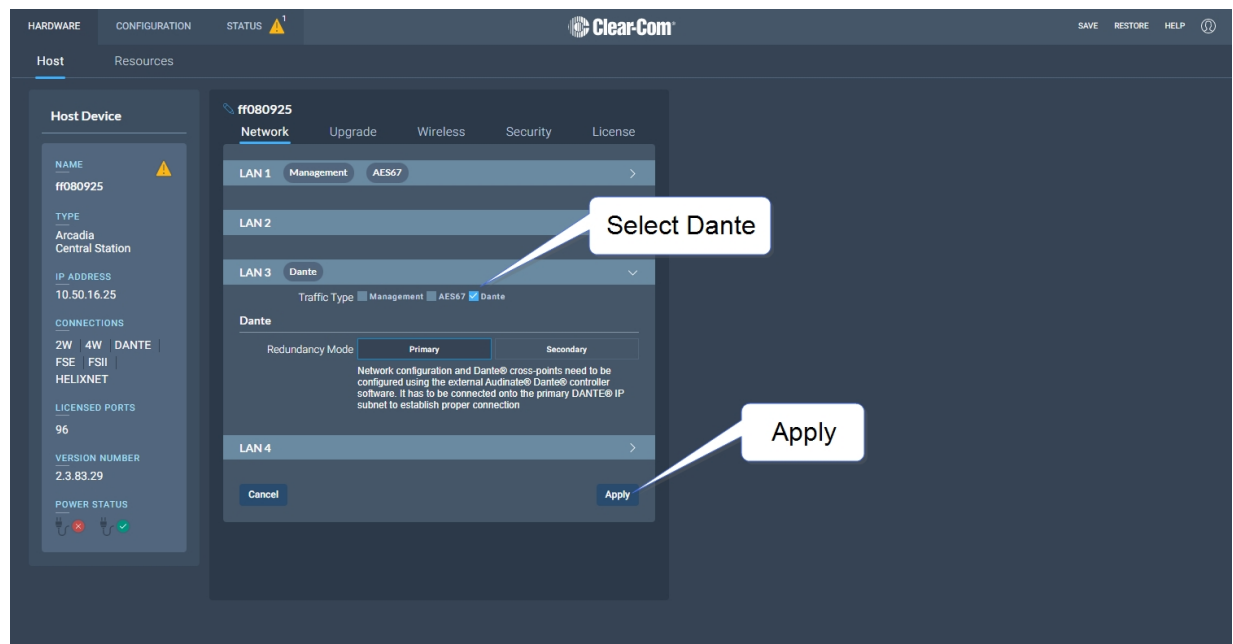 HARDWARE CONFIGURATION STATUS 1 Clear-Com® SAVE RESTORE HELP
Host Resources
Host Device
NAME
ff080925
TYPE
Arcadia
Central Station
IP ADDRESS
10.50.16.25
CONNECTIONS
2W 4W DANTE
FSE FSII
HELIXNET
LICENSED PORTS
96
VERSION NUMBER
2.3.83.29
POWER STATUS
ff080925
Network Upgrade Wireless Security License
LAN 1 Management AES67
LAN 2
Select Dante
LAN 3 Dante
Traffic Type Management AES67 Dante
Dante
Redundancy Mode Primary Secondary
Network configuration and Dante® cross-points need to be
configured using the external Audinate® Dante® controller
software. It has to be connected onto the primary DANTE® IP
subnet to establish proper connection
Apply
LAN 4
Cancel Apply